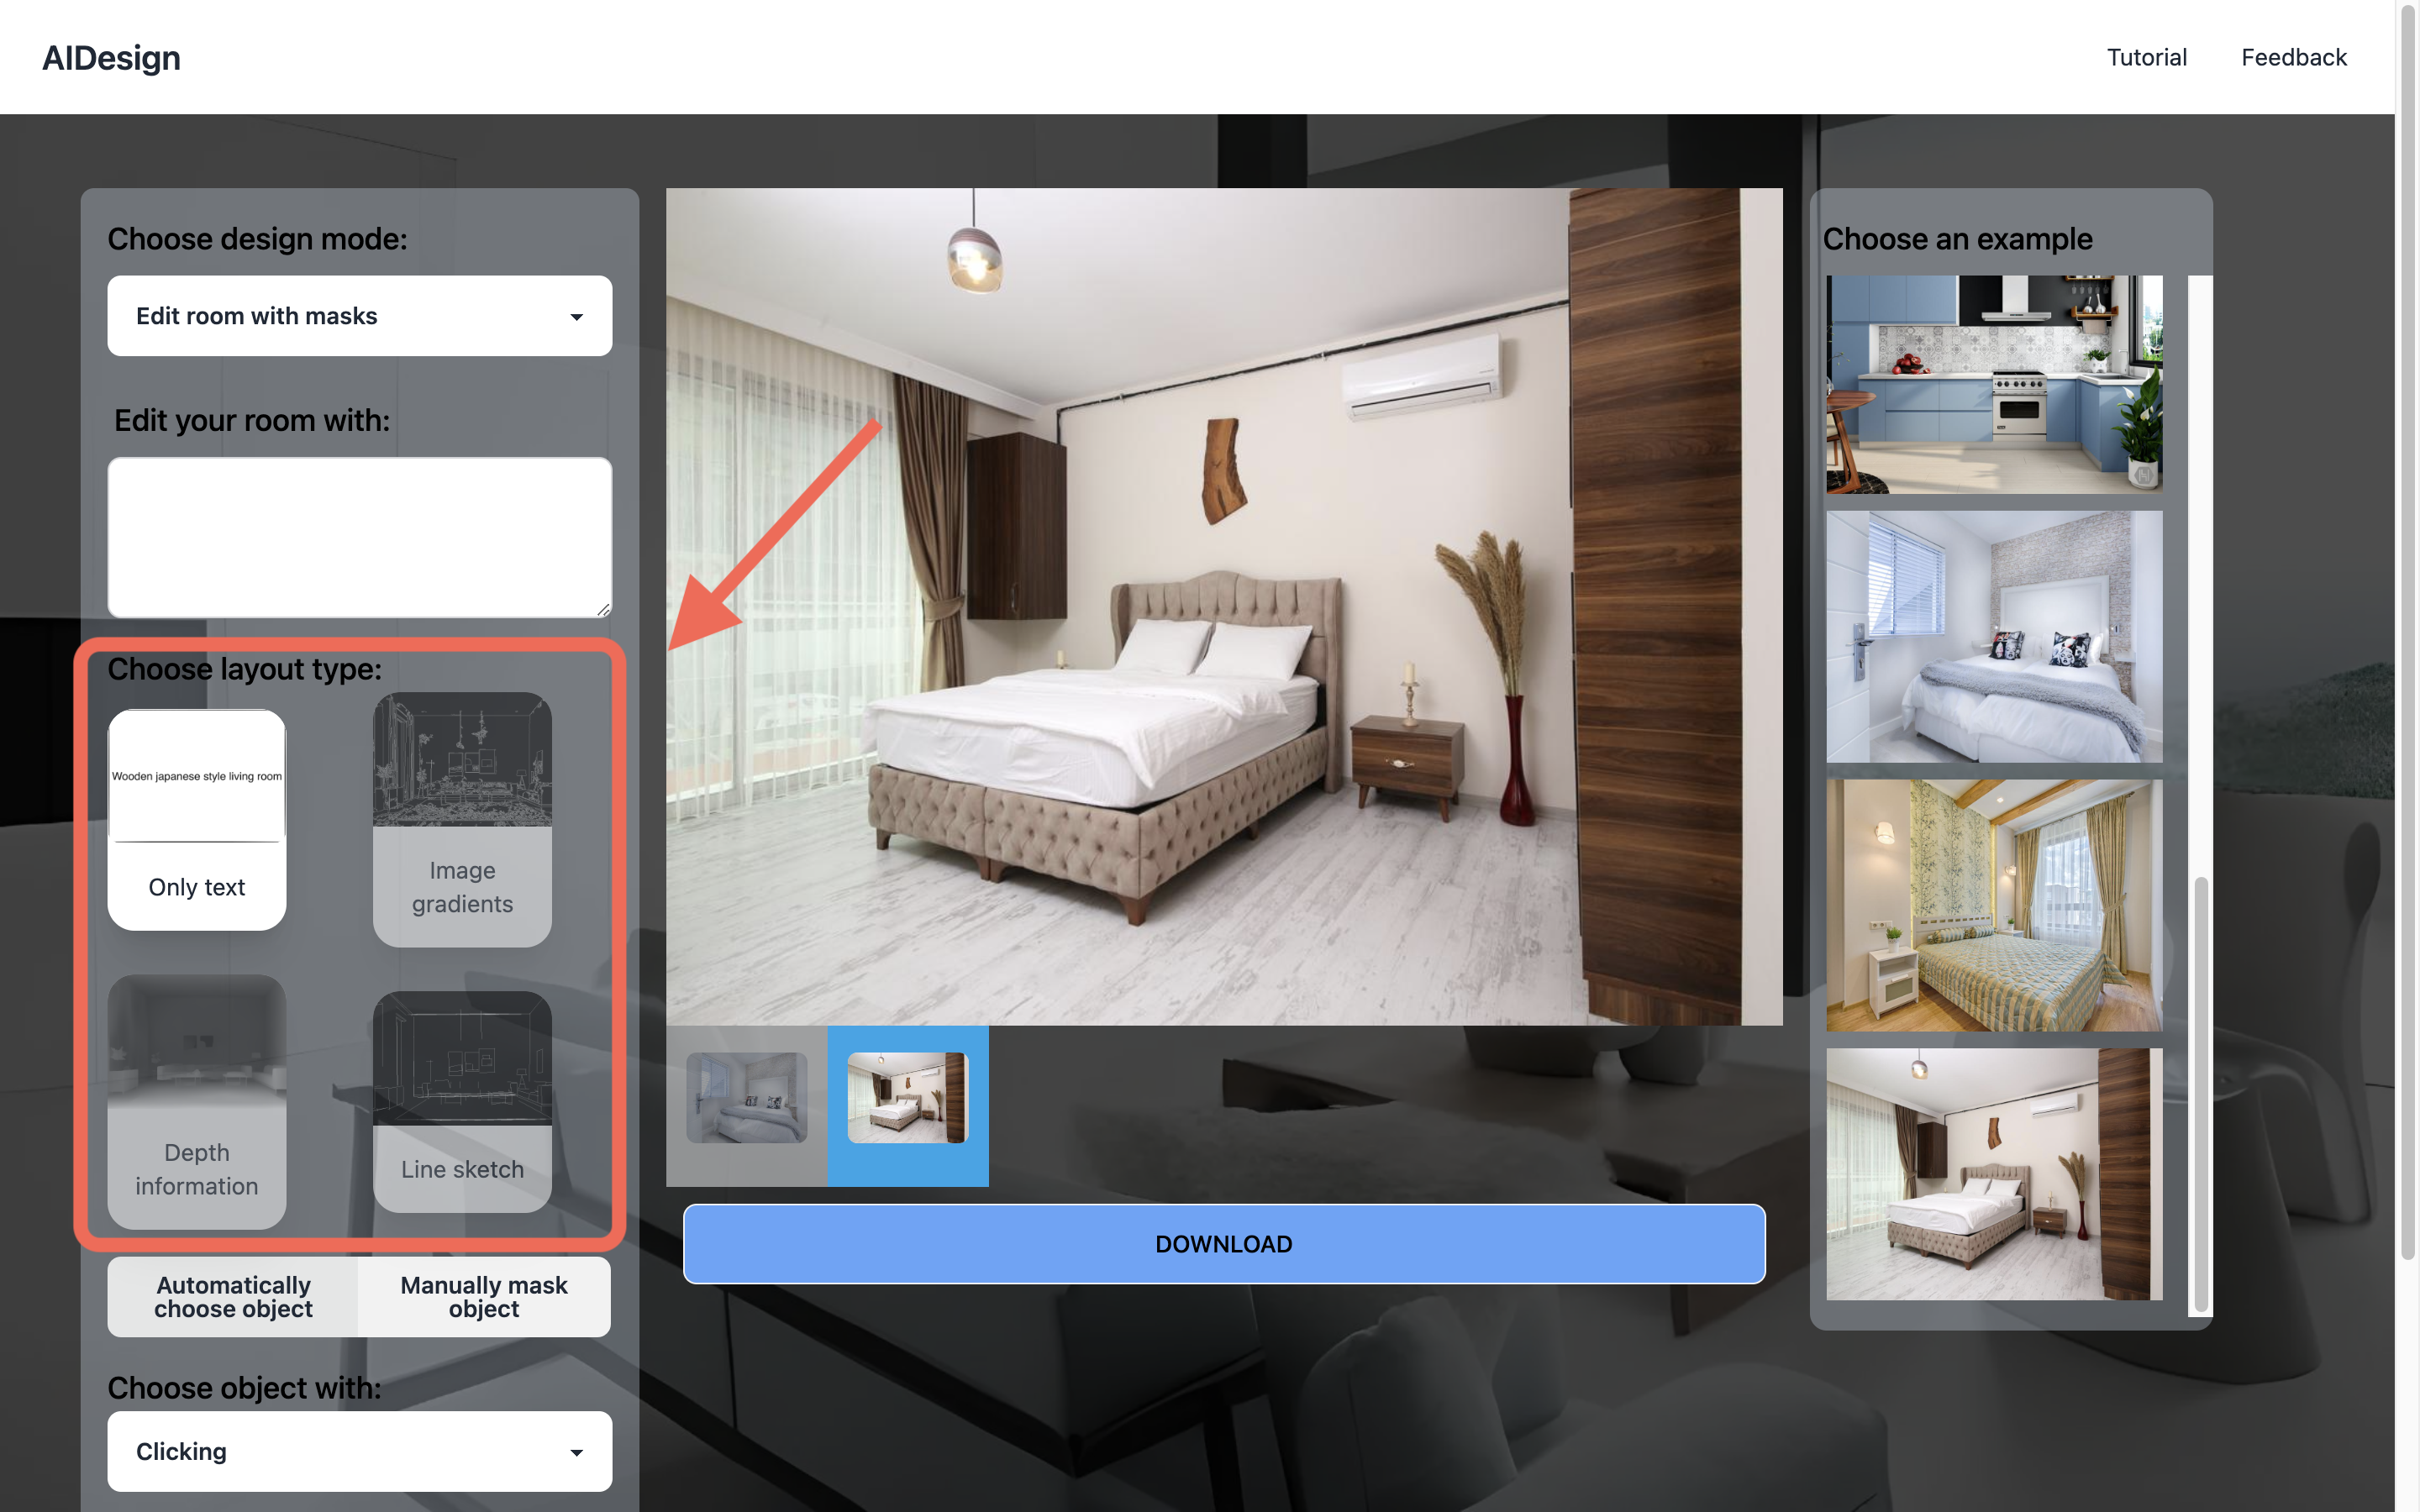 AIDesign
Tutorial
Feedback
Choose design mode:
Edit room with masks
Edit your room with:
Choose layout type:
Wooden japanese style living room
Only text
Image
gradients
Depth
information
Line sketch
Automatically
choose object
Manually mask
object
Choose object with:
Clicking
DOWNLOAD
Choose an example